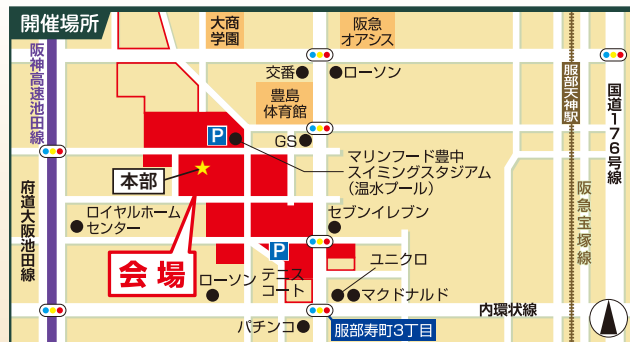 開催場所
大商
学園
阪急
オアシス
交番
ローソン
豊島
体育館
GS
P
マリンフード豊中
スイミングスタジアム
(温水プール)
阪神高速池田線
府道大阪池田線
服部天神駅
国道176号線
阪急宝塚線
本部
ロイヤルホーム
センター
会場
セブンイレブン
P
ローソン
テニス
コート
ユニクロ
マクドナルド
内環状線
パチンコ
服部寿町3丁目